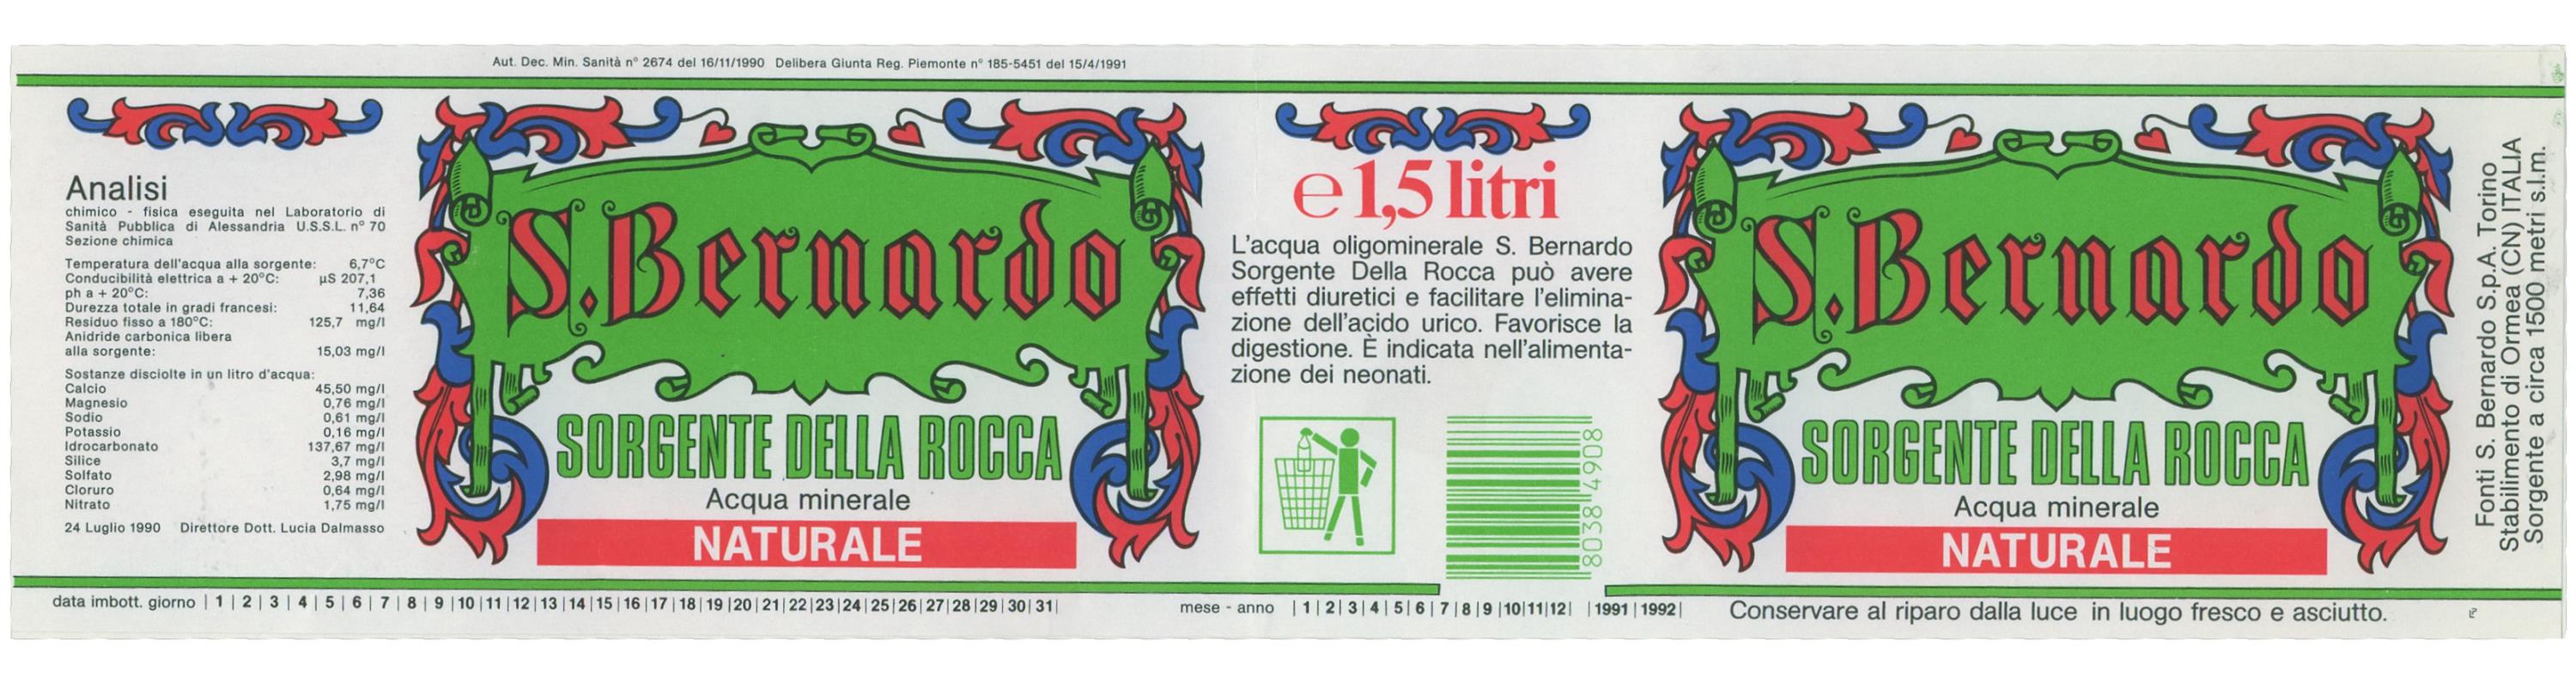 Aut. Dec. Min. Sanità n° 2674 del 16/11/1990 Delibera Giunta Reg. Piemonte n° 185-5451 del 15/4/1991
Analisi
chimico - fisica eseguita nel Laboratorio di
Sanità Pubblica di Alessandria U.S.S.L. n° 70
Sezione chimica
Temperatura dell'acqua alla sorgente: 6,7°C
Conducibilità elettrica a + 20°C: µS 207,1
ph a + 20°C: 7,36
Durezza totale in gradi francesi: 11,64
Residuo fisso a 180°C: 125,7 mg/l
Anidride carbonica libera
alla sorgente: 15,03 mg/l
Sostanze disciolte in un litro d'acqua:
Calcio 45,50 mg/l
Magnesio 0,76 mg/l
Sodio 0,61 mg/l
Potassio 0,16 mg/l
Idrocarbonato 137,67 mg/l
Silice 3,7 mg/l
Solfato 2,98 mg/l
Cloruro 0,64 mg/l
Nitrato 1,75 mg/l
24 Luglio 1990 Direttore Dott. Lucia Dalmasso
S. Bernardo
SORGENTE DELLA ROCCA
Acqua minerale
NATURALE
e 1,5 litri
L'acqua oligominerale S. Bernardo
Sorgente Della Rocca può avere
effetti diuretici e facilitare l'elimina-
zione dell'acido urico. Favorisce la
digestione. È indicata nell'alimenta-
zione dei neonati.
8038 4908
S. Bernardo
SORGENTE DELLA ROCCA
Acqua minerale
NATURALE
Fonti S. Bernardo S.p.A. Torino
Stabilimento di Ormea (CN) ITALIA
Sorgente a circa 1500 metri s.l.m.
data imbott. giorno | 1 | 2 | 3 | 4 | 5 | 6 | 7 | 8 | 9 | 10 | 11 | 12 | 13 | 14 | 15 | 16 | 17 | 18 | 19 | 20 | 21 | 22 | 23 | 24 | 25 | 26 | 27 | 28 | 29 | 30 | 31 |
mese - anno | 1 | 2 | 3 | 4 | 5 | 6 | 7 | 8 | 9 | 10 | 11 | 12 | | 1991 | 1992 |
Conservare al riparo dalla luce in luogo fresco e asciutto.